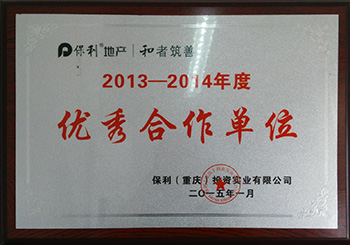 保利®地产 | 和者筑善
2013—2014年度
优秀合作单位
保利（重庆）投资实业有限公司
二〇一五年一月